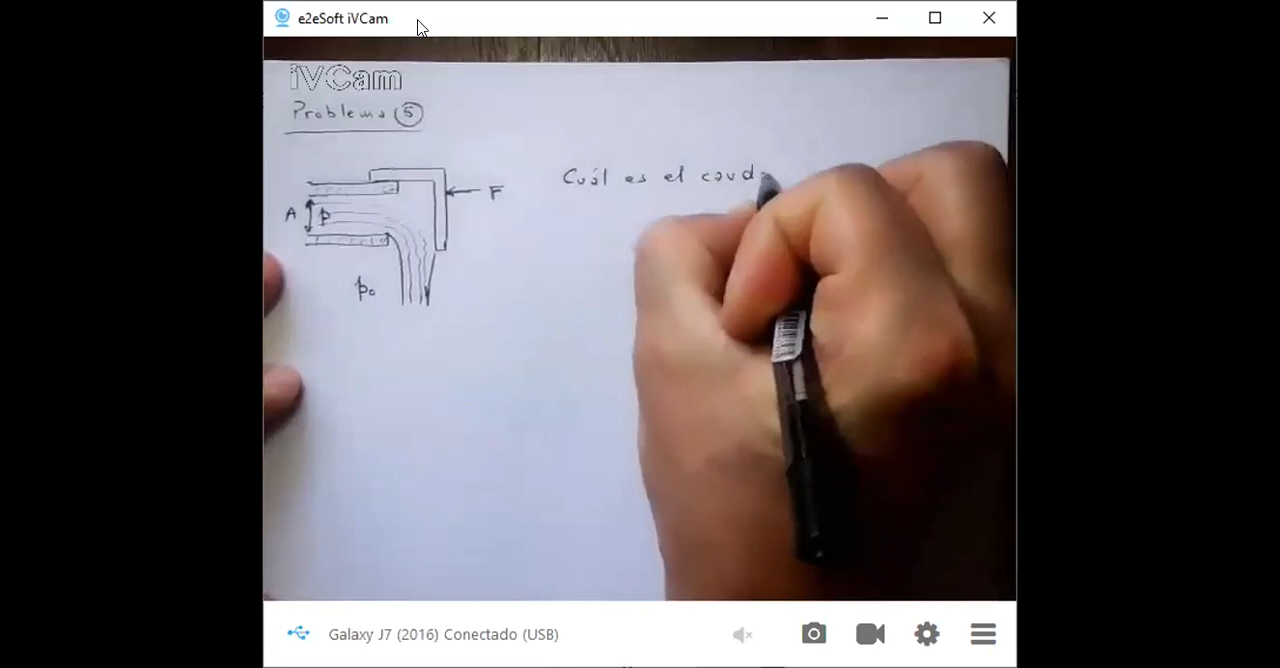 e2eSoft iVCam
iVCam
Problema 5
Cuál es el caud
F
A
p
p₀
Galaxy J7 (2016) Conectado (USB)